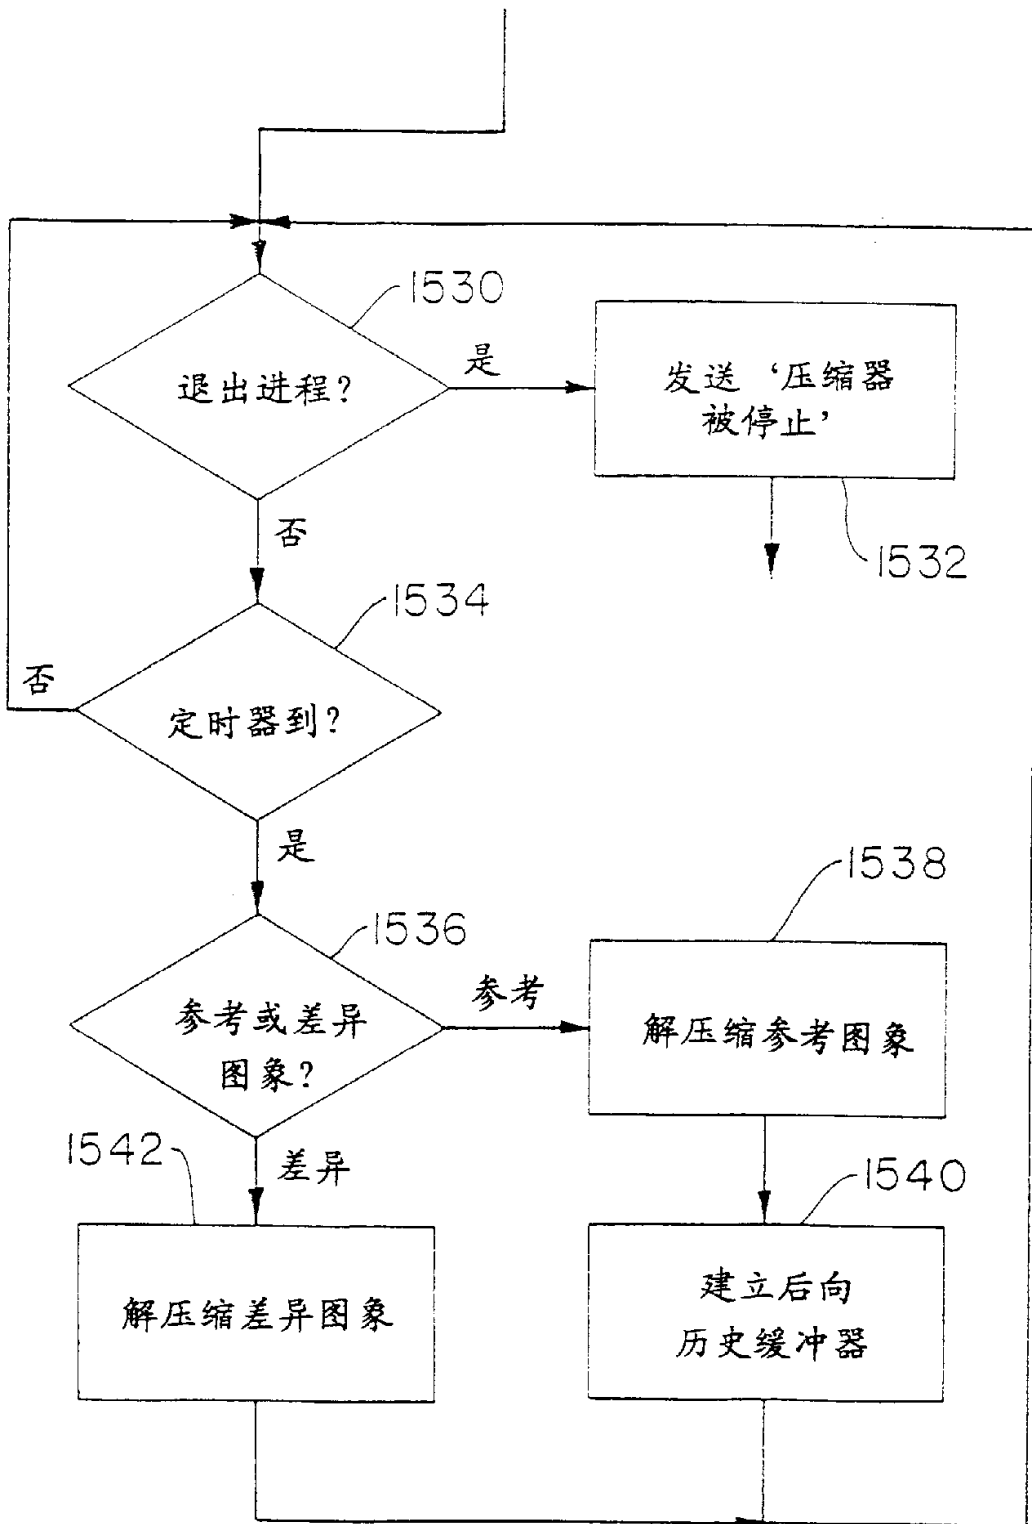 1530
退出进程?
是
发送‘压缩器
被停止’
否
1532
1534
否
定时器到?
是
1538
1536
参考或差异
图象?
参考
解压缩参考图象
1542
差异
1540
解压缩差异图象
建立后向
历史缓冲器